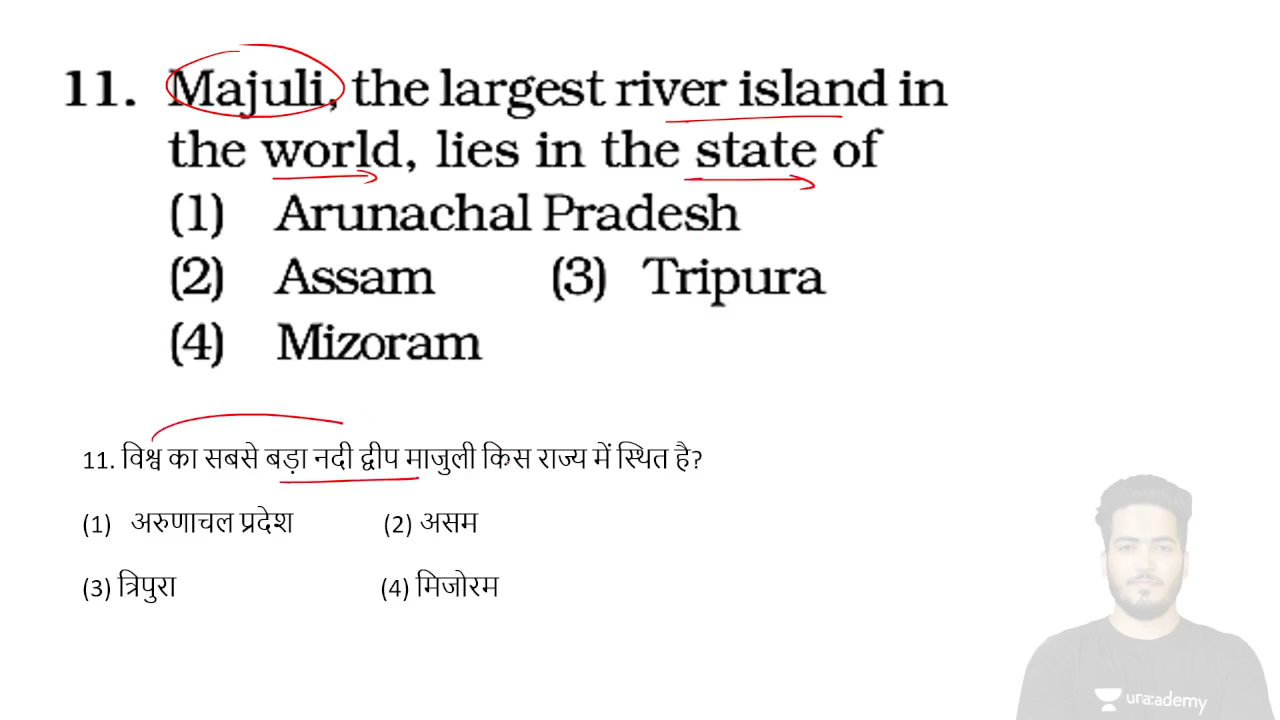 11. Majuli, the largest river island in
the world, lies in the state of
(1) Arunachal Pradesh
(2) Assam (3) Tripura
(4) Mizoram
11. विश्व का सबसे बड़ा नदी द्वीप माजुली किस राज्य में स्थित है?
(1) अरुणाचल प्रदेश (2) असम
(3) त्रिपुरा (4) मिजोरम
unacademy